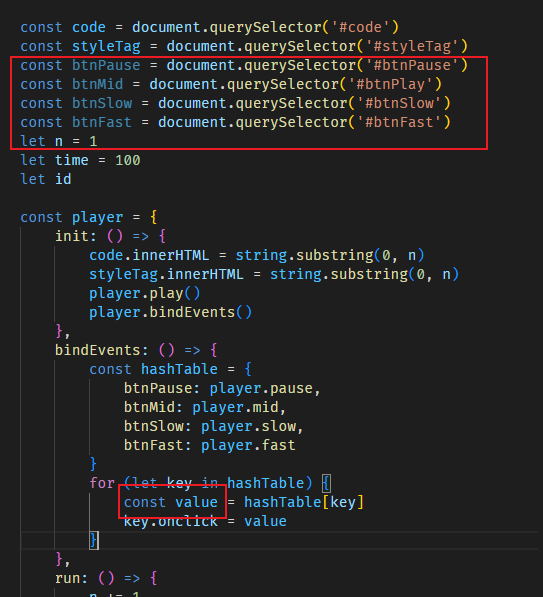 const code = document.querySelector('#code')
const styleTag = document.querySelector('#styleTag')
const btnPause = document.querySelector('#btnPause')
const btnMid = document.querySelector('#btnPlay')
const btnSlow = document.querySelector('#btnSlow')
const btnFast = document.querySelector('#btnFast')
let n = 1
let time = 100
let id
const player = {
init: () => {
code.innerHTML = string.substring(0, n)
styleTag.innerHTML = string.substring(0, n)
player.play()
player.bindEvents()
},
bindEvents: () => {
const hashTable = {
btnPause: player.pause,
btnMid: player.mid,
btnSlow: player.slow,
btnFast: player.fast
}
for (let key in hashTable) {
const value = hashTable[key]
key.onclick = value
}
},
run: () => {
n += 1